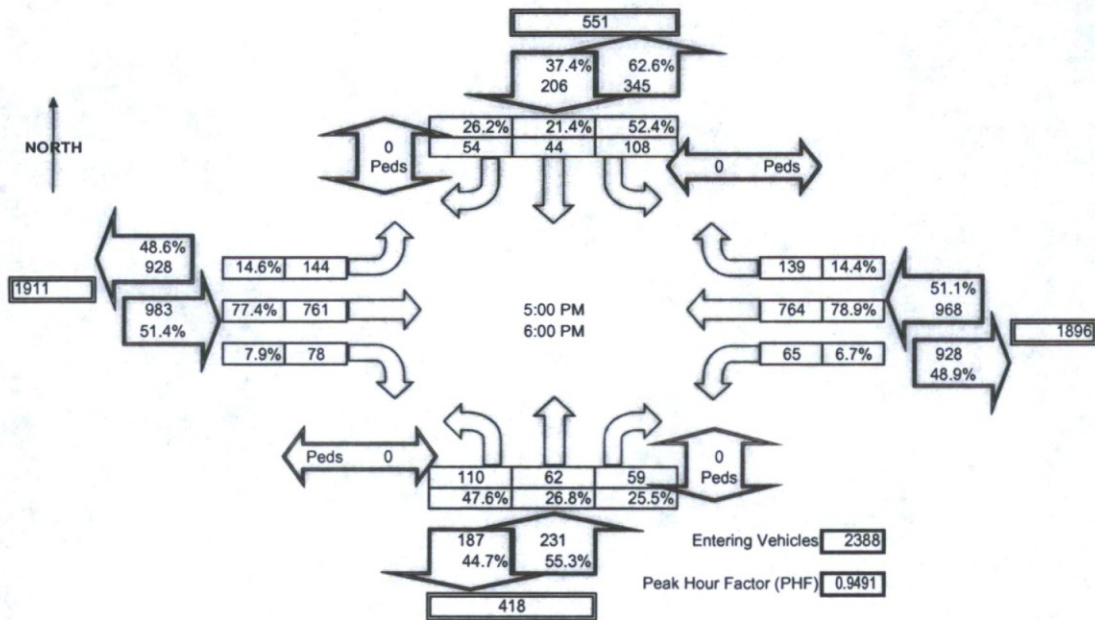 551
37.4% 62.6%
206 345
26.2% 21.4% 52.4%
54 44 108
NORTH
0
Peds
0 Peds
48.6%
928
1911
983
51.4%
14.6% 144
77.4% 761
7.9% 78
5:00 PM
6:00 PM
139 14.4%
764 78.9%
65 6.7%
51.1%
968
1896
928
48.9%
Peds 0
0
Peds
110 62 59
47.6% 26.8% 25.5%
187 231
44.7% 55.3%
418
Entering Vehicles 2388
Peak Hour Factor (PHF) 0.9491